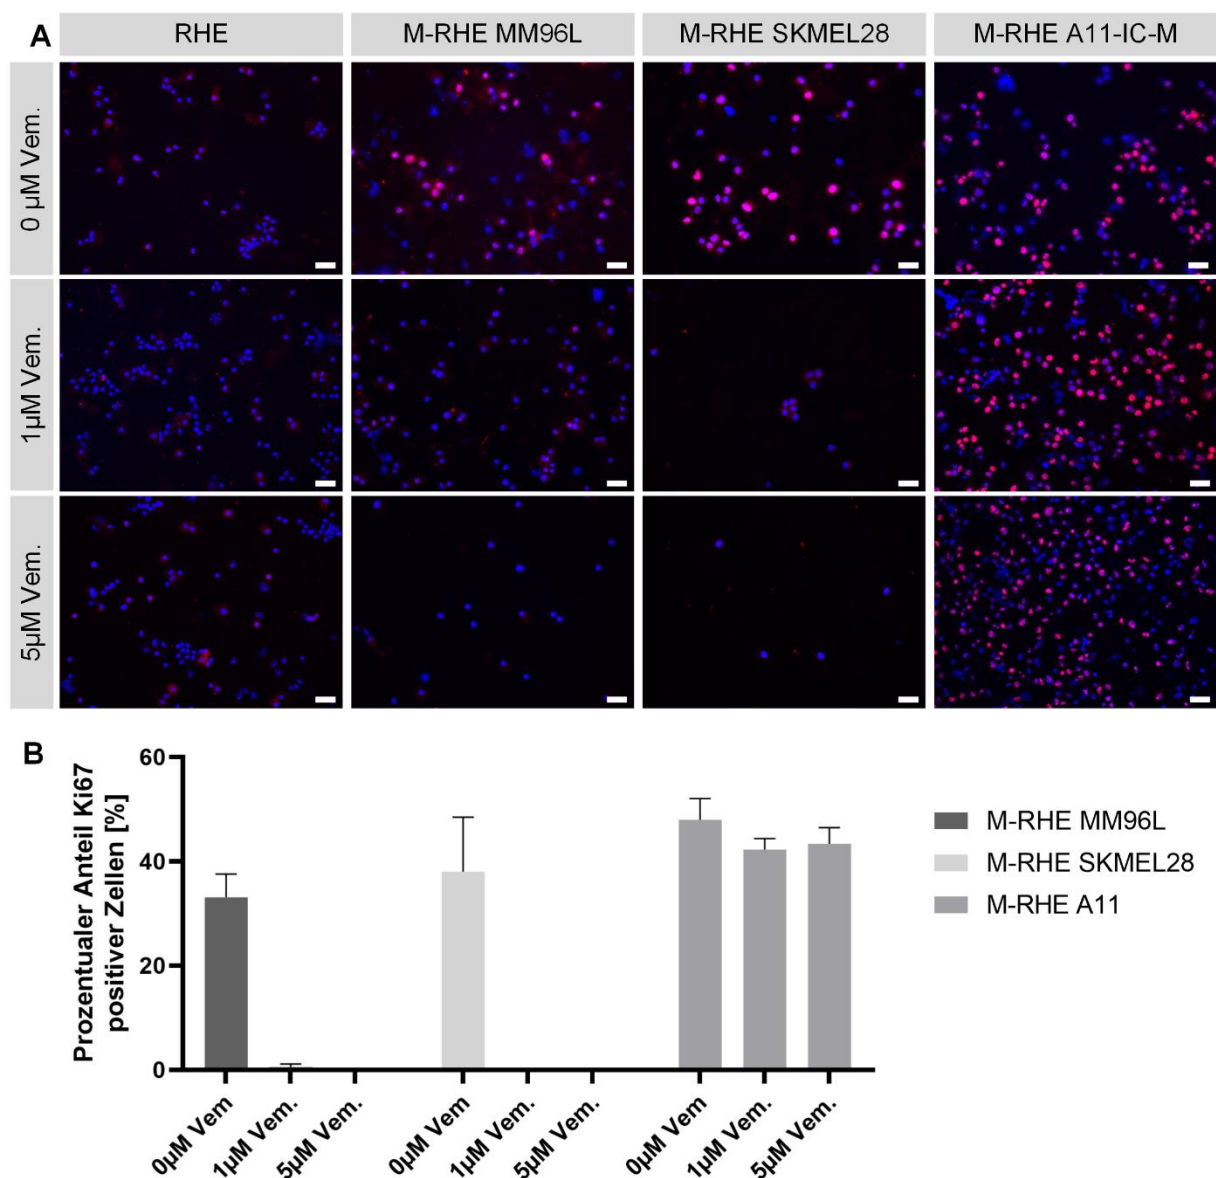 A
RHE
M-RHE MM96L
M-RHE SKMEL28
M-RHE A11-IC-M
0 µM Vem.
1µM Vem.
5µM Vem.
B
Prozentualer Anteil Ki67
positiver Zellen [%]
60
40
20
0
0µM Vem
1µM Vem.
5µM Vem.
0µM Vem
1µM Vem.
5µM Vem.
0µM Vem
1µM Vem.
5µM Vem.
M-RHE MM96L
M-RHE SKMEL28
M-RHE A11